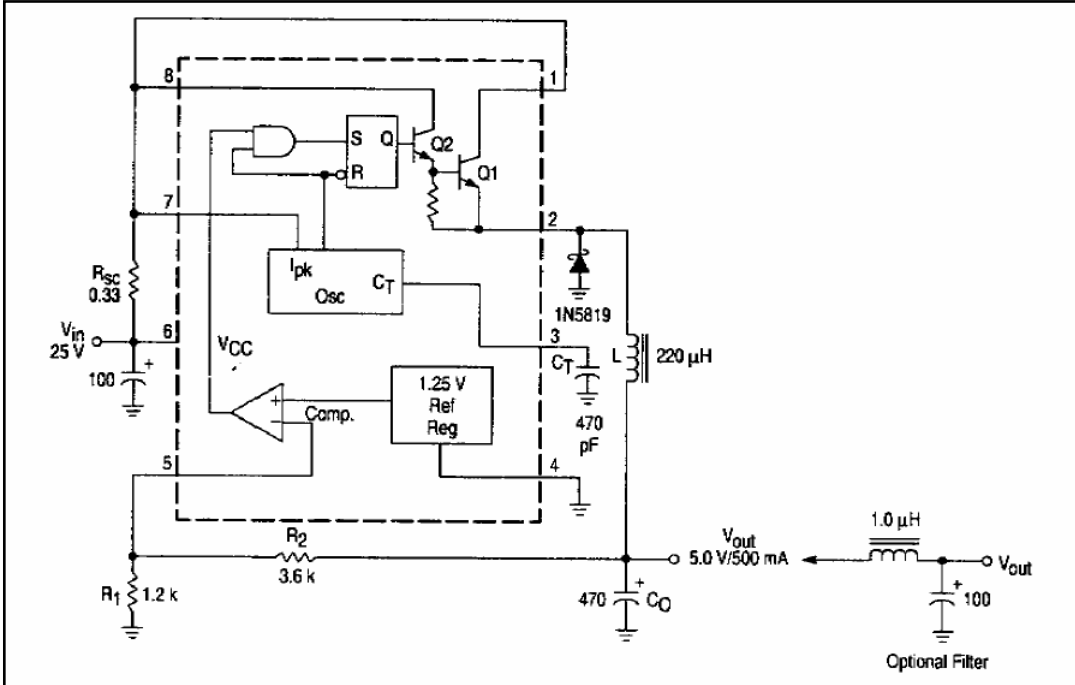 8
1
S
Q
Q2
R
Q1
7
2
Ipk
CT
Osc
Rsc
0.33
1N5819
Vin
25 V
6
3
VCC
CT
L
220 µH
100
+
1.25 V
Ref
Reg
470
pF
+
−
Comp.
5
4
R2
3.6 k
Vout
5.0 V/500 mA
1.0 µH
Vout
R1
1.2 k
470
+
CO
+
100
Optional Filter